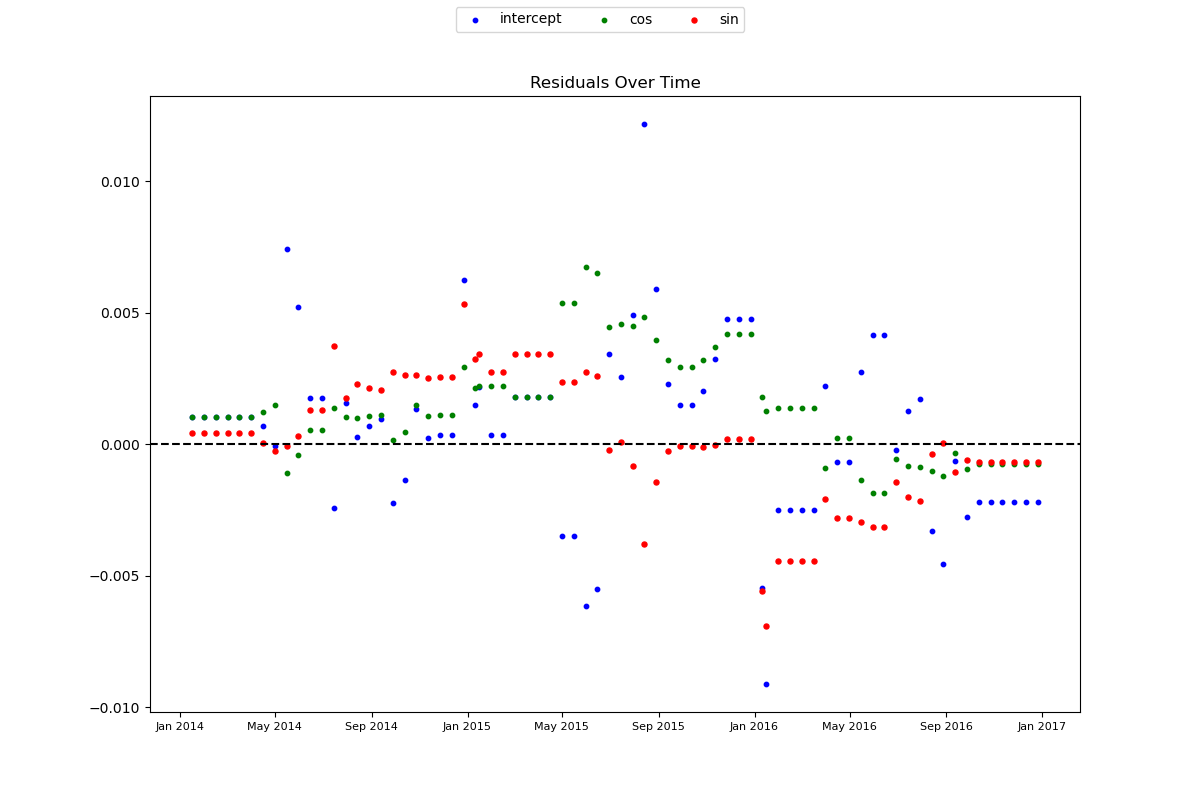 intercept cos sin
Residuals Over Time
0.010
0.005
0.000
−0.005
−0.010
Jan 2014 May 2014 Sep 2014 Jan 2015 May 2015 Sep 2015 Jan 2016 May 2016 Sep 2016 Jan 2017